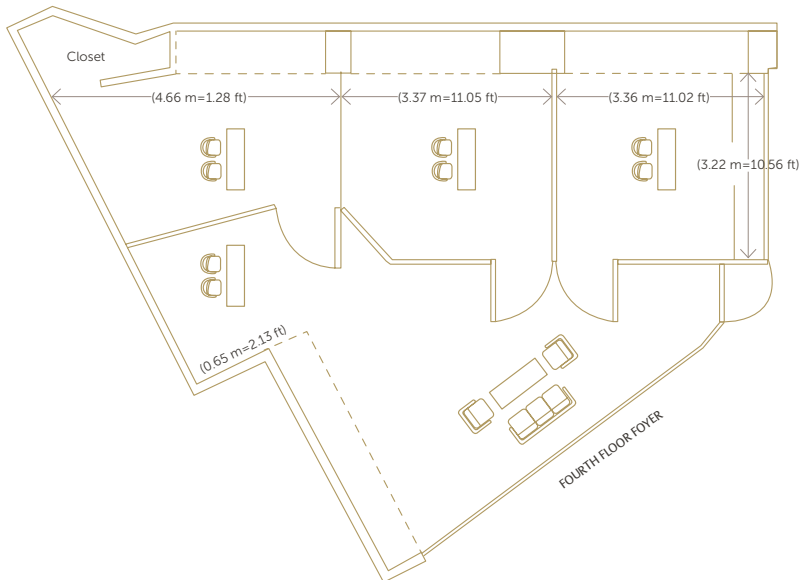 Closet
(4.66 m=1.28 ft)
(3.37 m=11.05 ft)
(3.36 m=11.02 ft)
(3.22 m=10.56 ft)
(0.65 m=2.13 ft)
FOURTH FLOOR FOYER